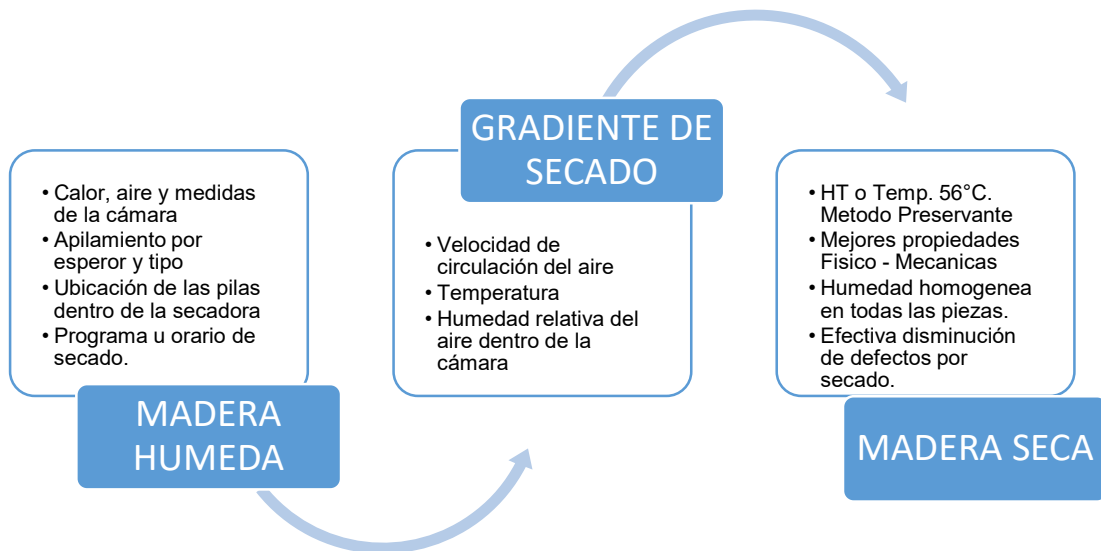 • Calor, aire y medidas
de la cámara
• Apilamiento por
esperor y tipo
• Ubicación de las pilas
dentro de la secadora
• Programa u orario de
secado.
MADERA
HUMEDA
GRADIENTE DE
SECADO
• Velocidad de
circulación del aire
• Temperatura
• Humedad relativa del
aire dentro de la
cámara
• HT o Temp. 56°C.
Metodo Preservante
• Mejores propiedades
Fisico - Mecanicas
• Humedad homogenea
en todas las piezas.
• Efectiva disminución
de defectos por
secado.
MADERA SECA